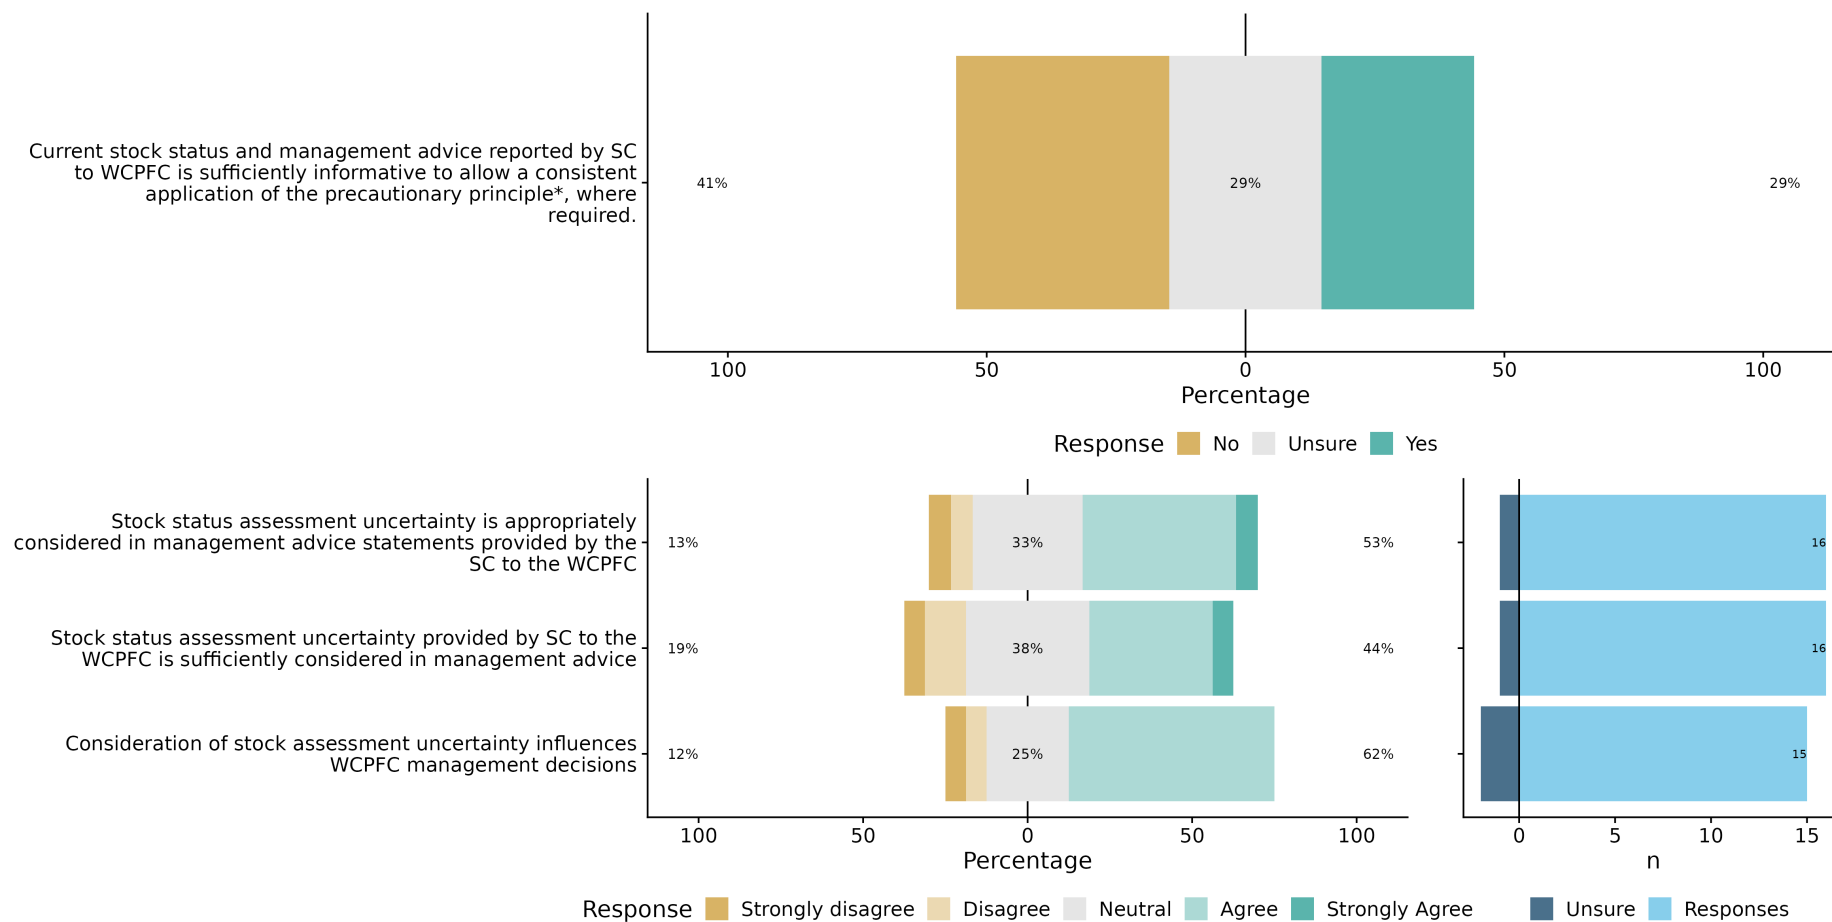 Current stock status and management advice reported by SC
to WCPFC is sufficiently informative to allow a consistent
application of the precautionary principle*, where
required.
41%
29%
29%
100
50
0
50
100
Percentage
Response
No
Unsure
Yes
Stock status assessment uncertainty is appropriately
considered in management advice statements provided by the
SC to the WCPFC
13%
33%
53%
16
Stock status assessment uncertainty provided by SC to the
WCPFC is sufficiently considered in management advice
19%
38%
44%
16
Consideration of stock assessment uncertainty influences
WCPFC management decisions
12%
25%
62%
15
100
50
0
50
100
Percentage
0
5
10
15
n
Response
Strongly disagree
Disagree
Neutral
Agree
Strongly Agree
Unsure
Responses